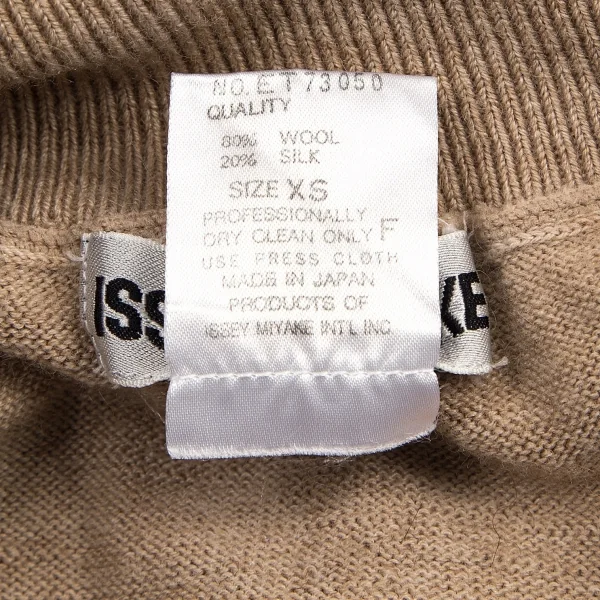 NO. ET73050
QUALITY
80% WOOL
20% SILK
SIZE XS
PROFESSIONALLY
DRY CLEAN ONLY F
USE PRESS CLOTH
MADE IN JAPAN
PRODUCTS OF
ISSEY MIYAKE INT'L INC.
ISS KE